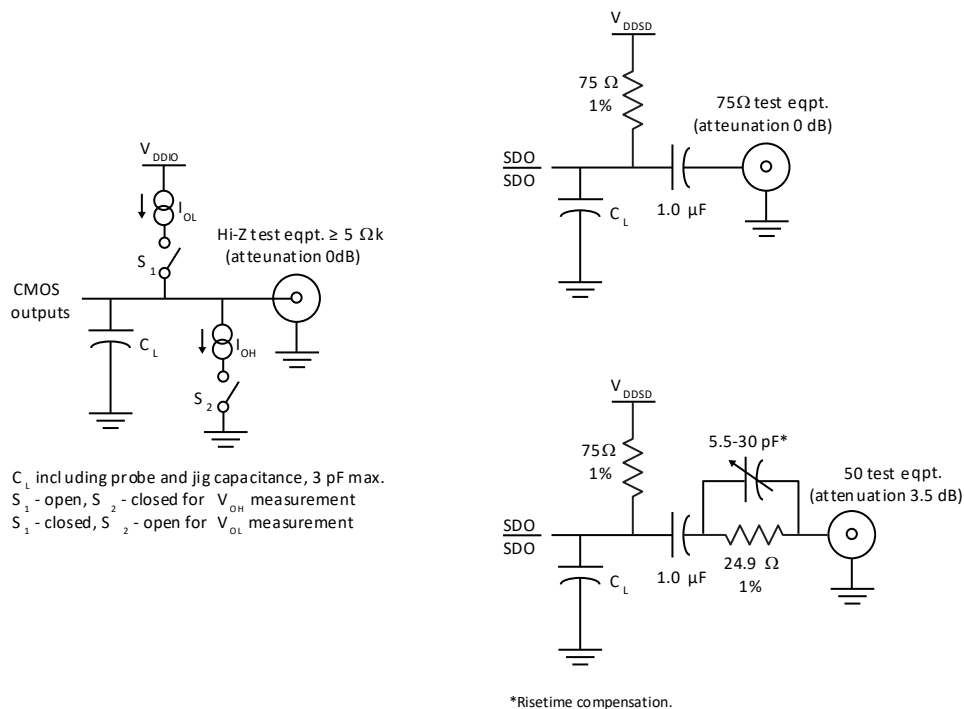 V DDIO
I OL
S 1
Hi-Z test eqpt. ≥ 5 Ωk
(atteunation 0dB)
CMOS
outputs
C L
I OH
S 2
C L including probe and jig capacitance, 3 pF max.
S 1 - open, S 2 - closed for V OH measurement
S 1 - closed, S 2 - open for V OL measurement
V DDSD
75 Ω
1%
75Ω test eqpt.
(atteunation 0 dB)
SDO
SDO
C L
1.0 µF
V DDSD
75Ω
1%
5.5-30 pF*
50 test eqpt.
(attenuation 3.5 dB)
SDO
SDO
C L
1.0 µF
24.9 Ω
1%
*Risetime compensation.